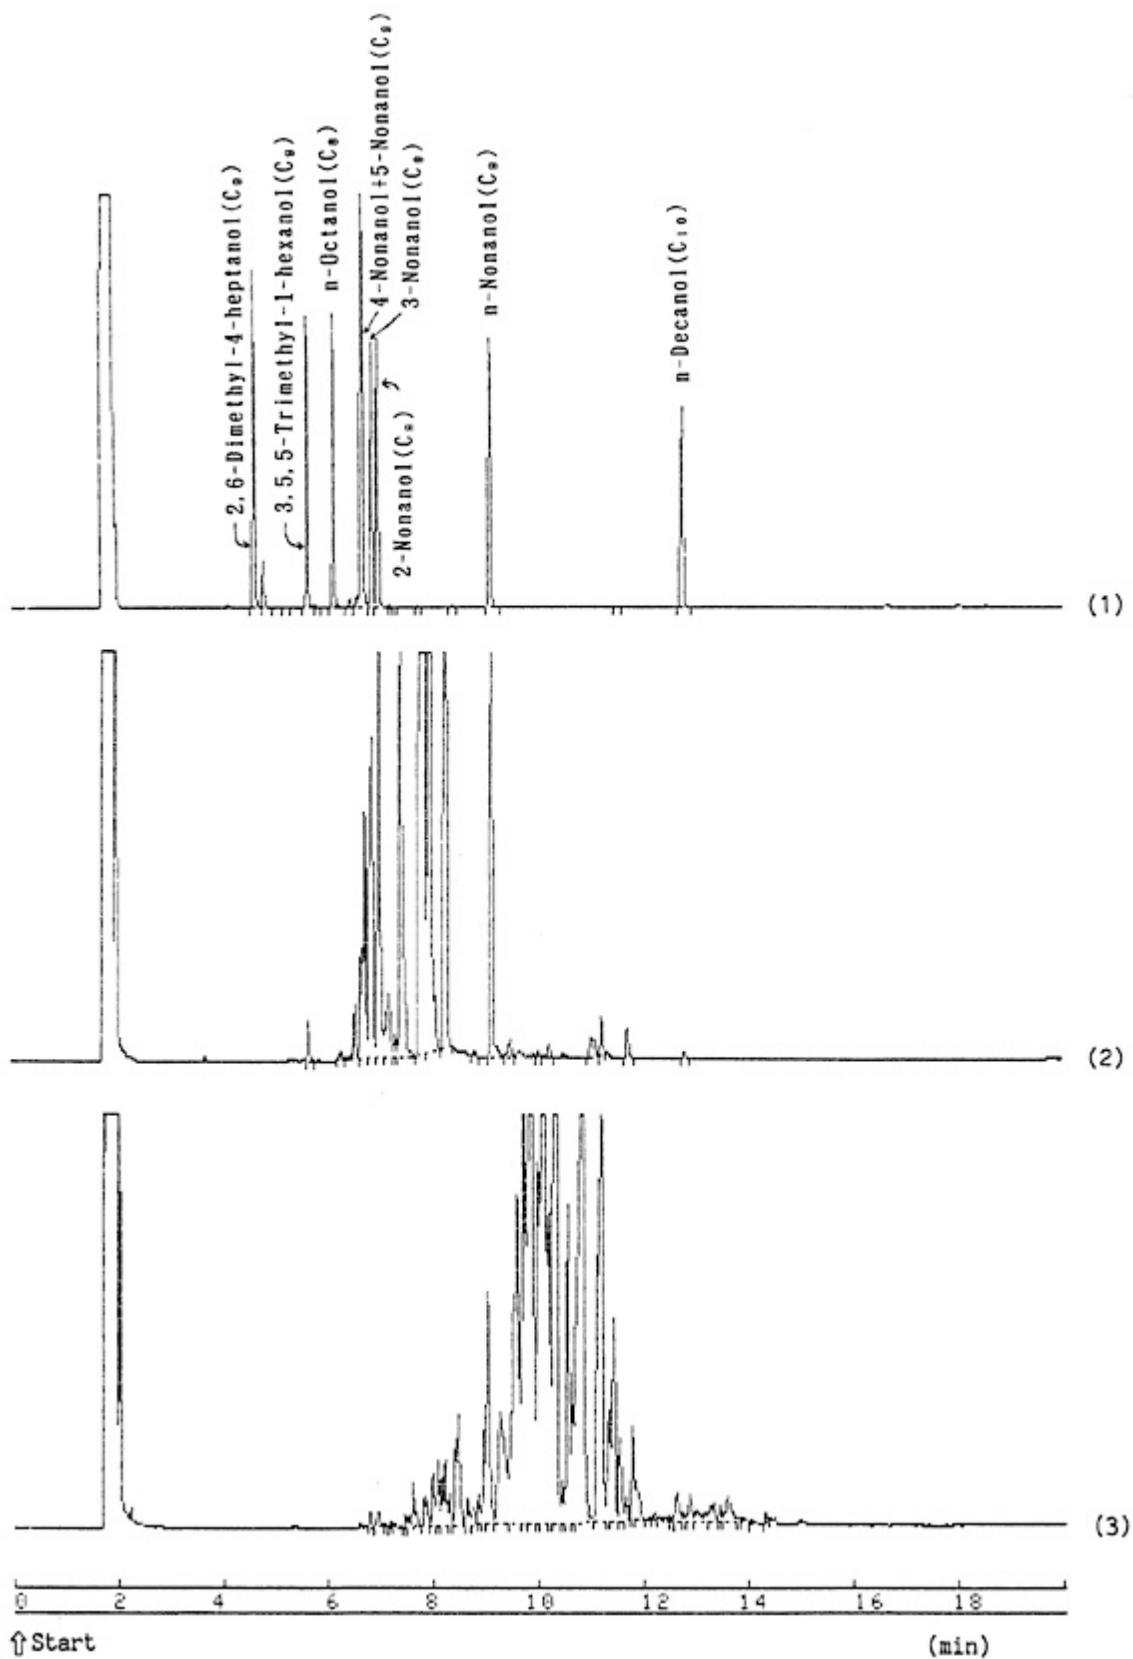 2,6-Dimethyl-4-heptanol(C₉)
3,5,5-Trimethyl-1-hexanol(C₉)
n-Octanol(C₈)
4-Nonanol+5-Nonanol(C₉)
3-Nonanol(C₉)
2-Nonanol(C₉)
n-Nonanol(C₉)
n-Decanol(C₁₀)
(1)
(2)
(3)
0 2 4 6 8 10 12 14 16 18
⇧Start (min)